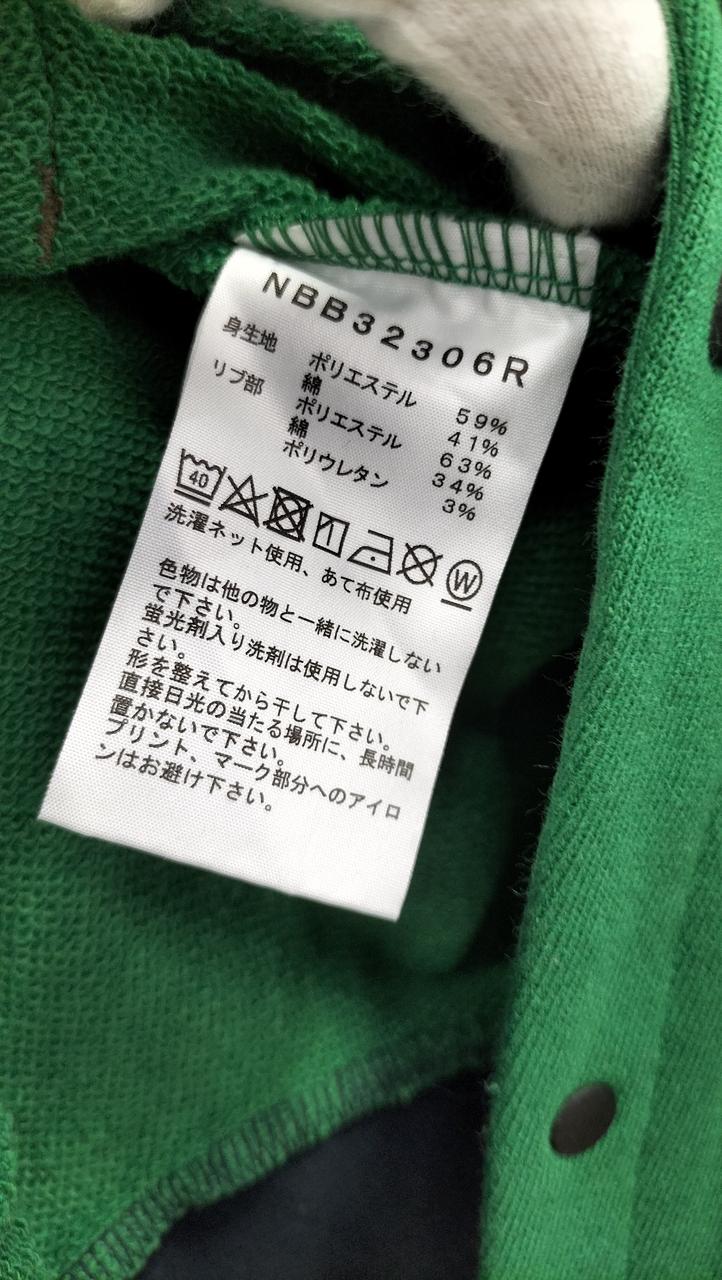 NBB32306R
身生地 ポリエステル 59%
綿 41%
リブ部 ポリエステル 63%
綿 34%
ポリウレタン 3%
40 W
洗濯ネット使用、あて布使用
色物は他の物と一緒に洗濯しない
で下さい。
蛍光剤入り洗剤は使用しないで下
さい。
形を整えてから干して下さい。
直接日光の当たる場所に、長時間
置かないで下さい。
プリント、マーク部分へのアイロ
ンはお避け下さい。